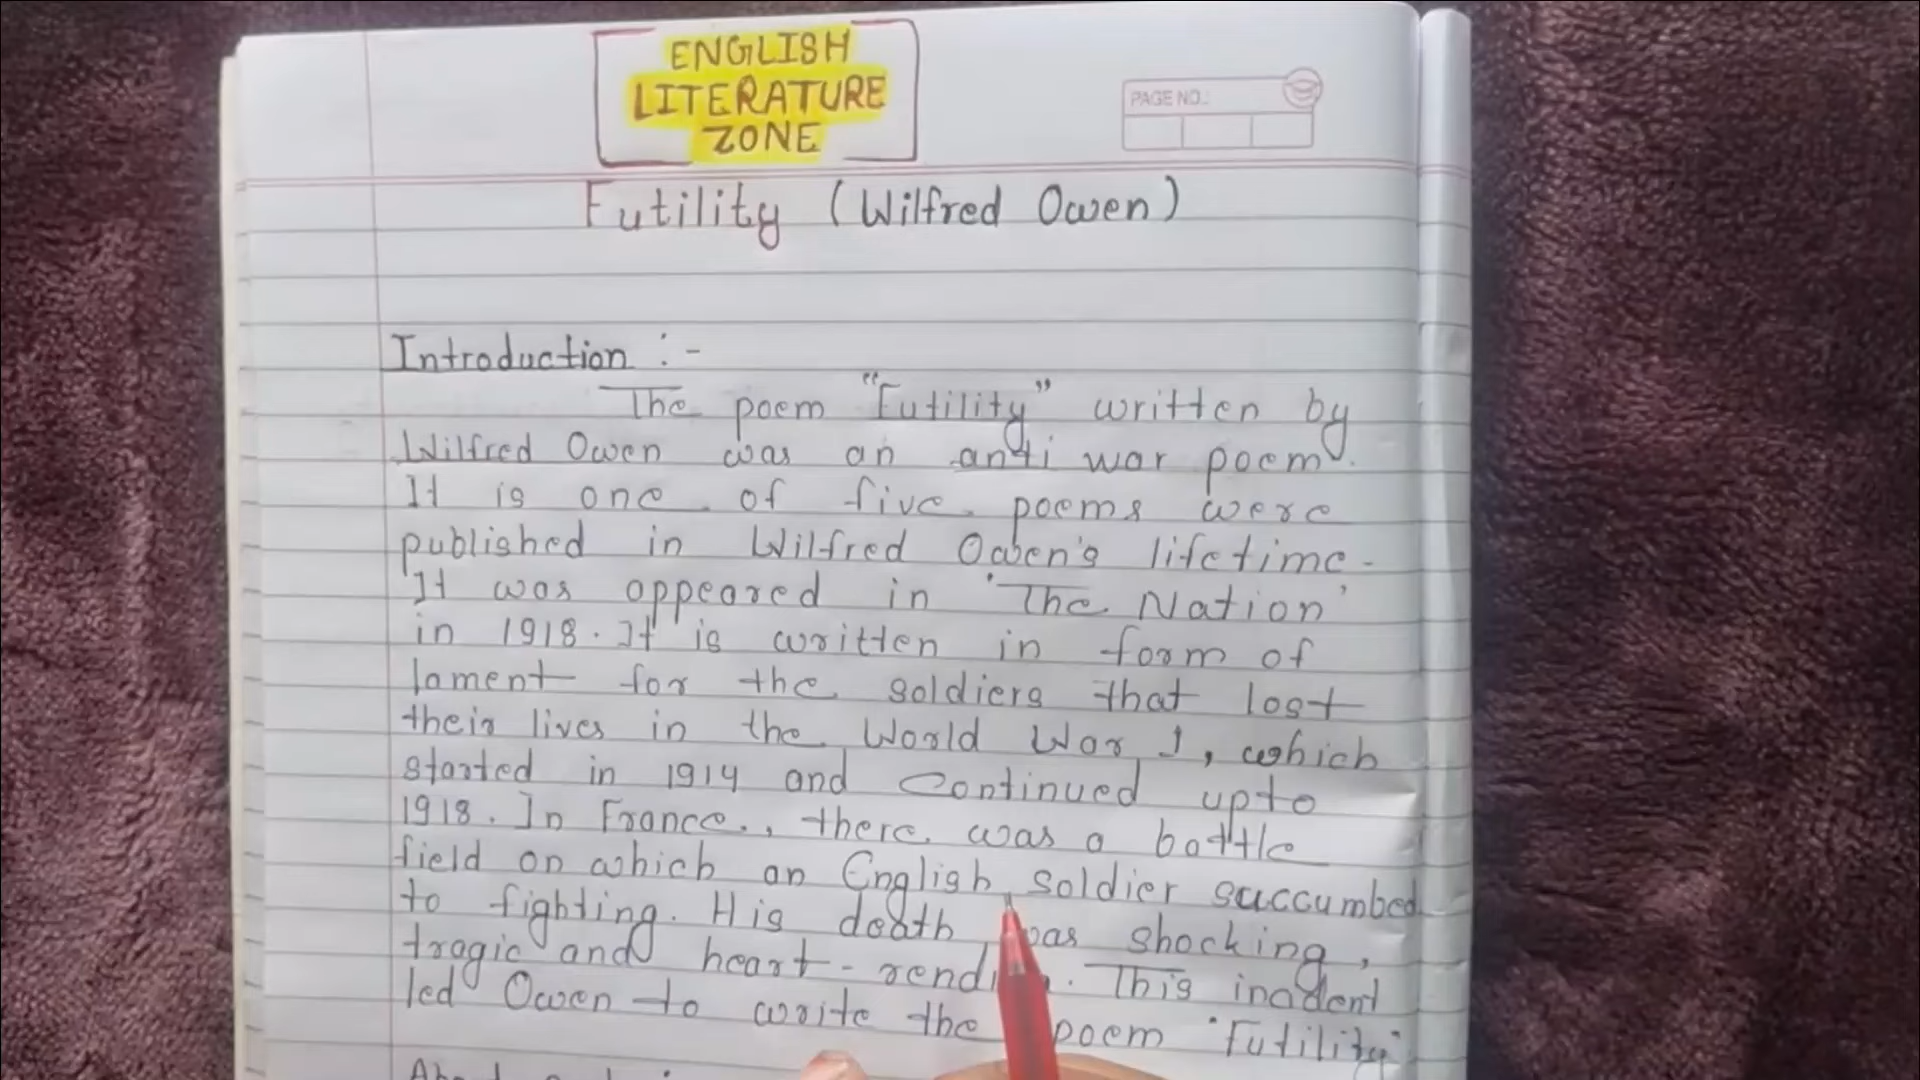 ENGLISH
LITERATURE
ZONE
PAGE NO.:
Futility (Wilfred Owen)
Introduction :-
The poem "Futility" written by
Wilfred Owen was an anti war poem.
It is one of five poems were
published in Wilfred Owen's lifetime.
It was appeared in 'The Nation'
in 1918. It is written in form of
lament for the soldiers that lost
their lives in the World War I, which
started in 1914 and continued upto
1918. In France, there was a battle
field on which an English soldier succumbed
to fighting. His death was shocking,
tragic and heart-rendi. This incident
led Owen to write the poem "Futility"